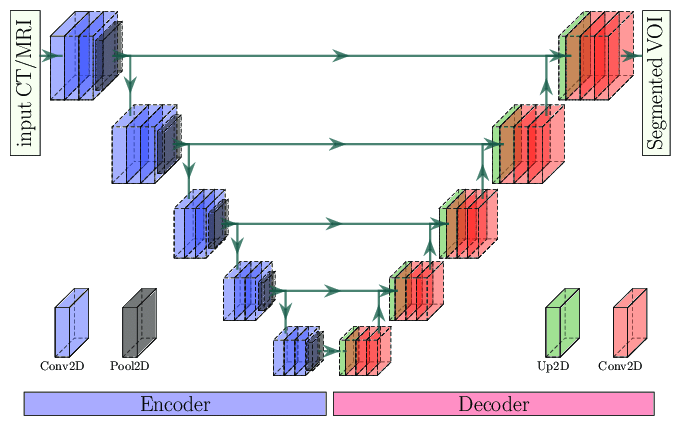 input CT/MRI
Segmented VOI
Conv2D
Pool2D
Up2D
Conv2D
Encoder
Decoder